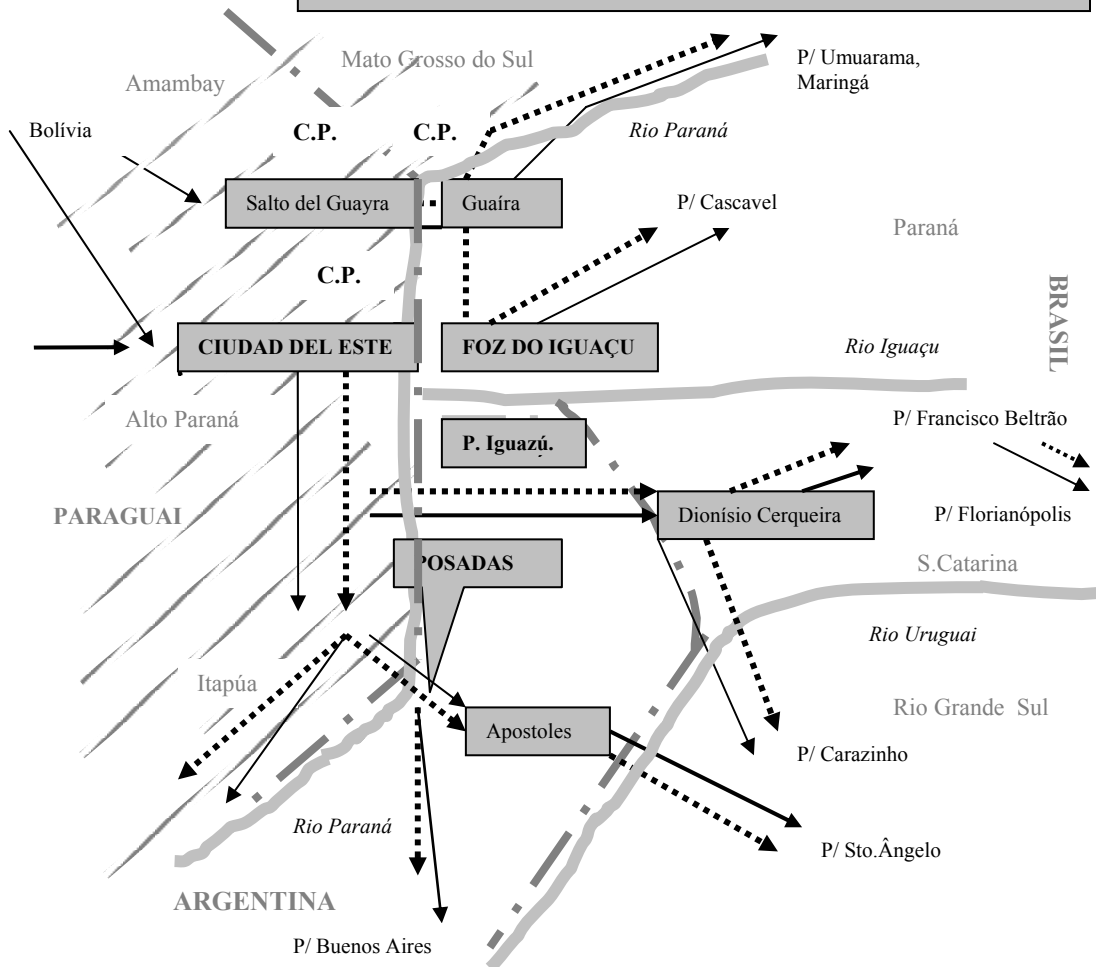 Mato Grosso do Sul
P/ Umuarama,
Maringá
Amambay
Bolívia
C.P.
C.P.
Rio Paraná
Salto del Guayra
Guaíra
P/ Cascavel
Paraná
C.P.
BRASIL
CIUDAD DEL ESTE
FOZ DO IGUAÇU
Rio Iguaçu
Alto Paraná
P/ Francisco Beltrão
P. Iguazú.
PARAGUAI
Dionísio Cerqueira
P/ Florianópolis
POSADAS
S.Catarina
Rio Uruguai
Itapúa
Rio Grande Sul
Apostoles
P/ Carazinho
Rio Paraná
P/ Sto.Ângelo
ARGENTINA
P/ Buenos Aires